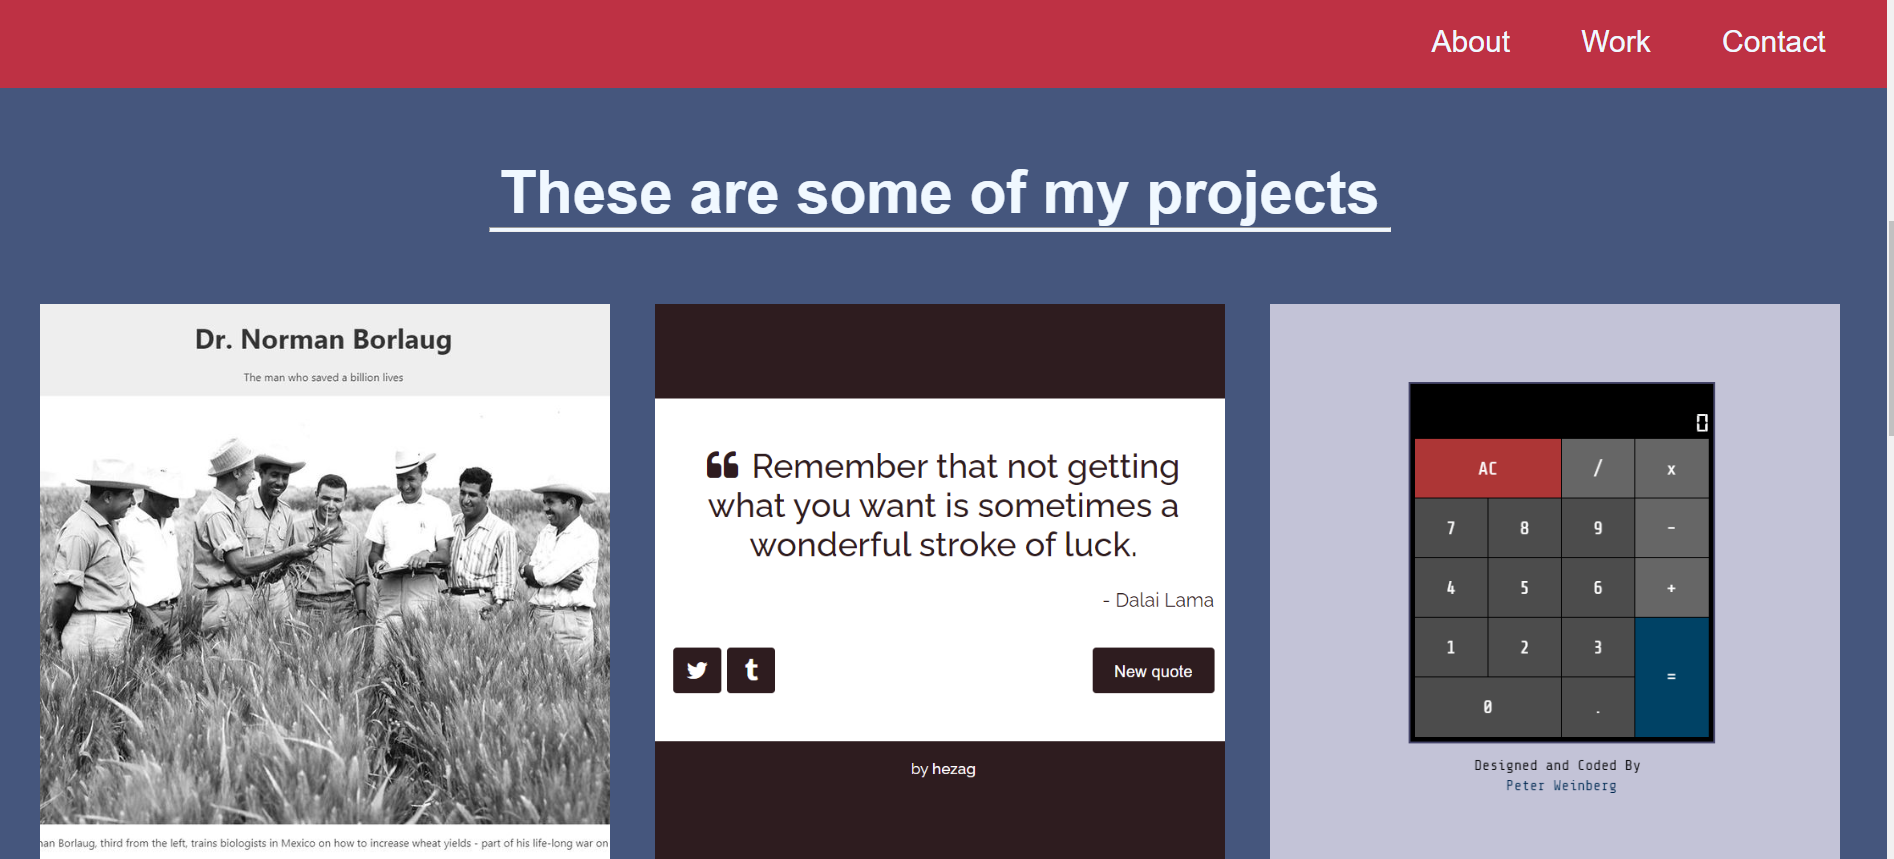 About Work Contact
These are some of my projects
Dr. Norman Borlaug
The man who saved a billion lives
Borlaug, third from the left, trains biologists in Mexico on how to increase wheat yields - part of his life-long war on
Remember that not getting
what you want is sometimes a
wonderful stroke of luck.
- Dalai Lama
New quote
by hezag
0
AC / x
7 8 9 -
4 5 6 +
1 2 3
=
0 .
Designed and Coded By
Peter Weinberg